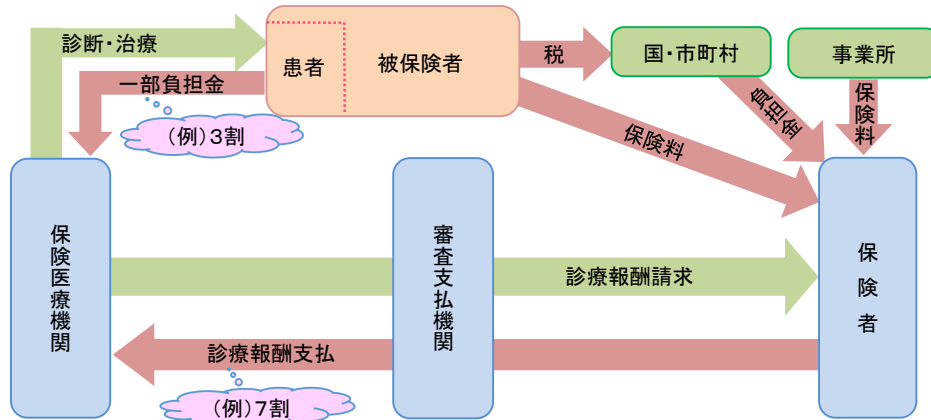 診断・治療
患者
被保険者
税
国・市町村
事業所
一部負担金
(例)3割
保険料
負担金
保険料
保険医療機関
審査支払機関
保険者
診療報酬請求
診療報酬支払
(例)7割